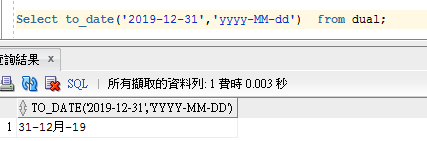 Select to_date('2019-12-31','yyyy-MM-dd')  from dual;
查詢結果 x
SQL | 所有擷取的資料列: 1 費時 0.003 秒
TO_DATE('2019-12-31','YYYY-MM-DD')
1 31-12月-19